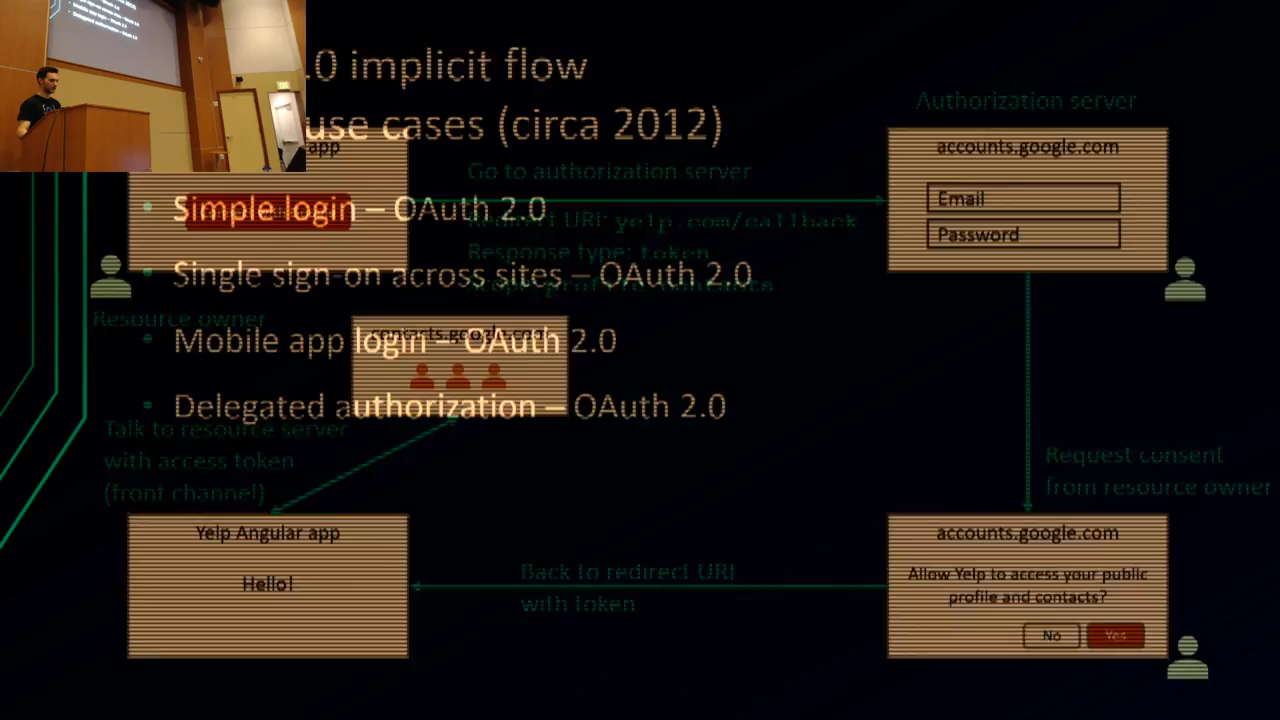 .0 implicit flow
use cases (circa 2012)
app
Authorization server
accounts.google.com
Email
Password
Go to authorization server
Simple login – OAuth 2.0
Redirect URI: yelp.com/callback
Response type: token
Single sign-on across sites – OAuth 2.0
Resource owner
contacts.google.com
Mobile app login – OAuth 2.0
Delegated authorization – OAuth 2.0
Talk to resource server
with access token
(front channel)
Request consent
from resource owner
Yelp Angular app
Hello!
Back to redirect URI
with token
accounts.google.com
Allow Yelp to access your public
profile and contacts?
No
Yes